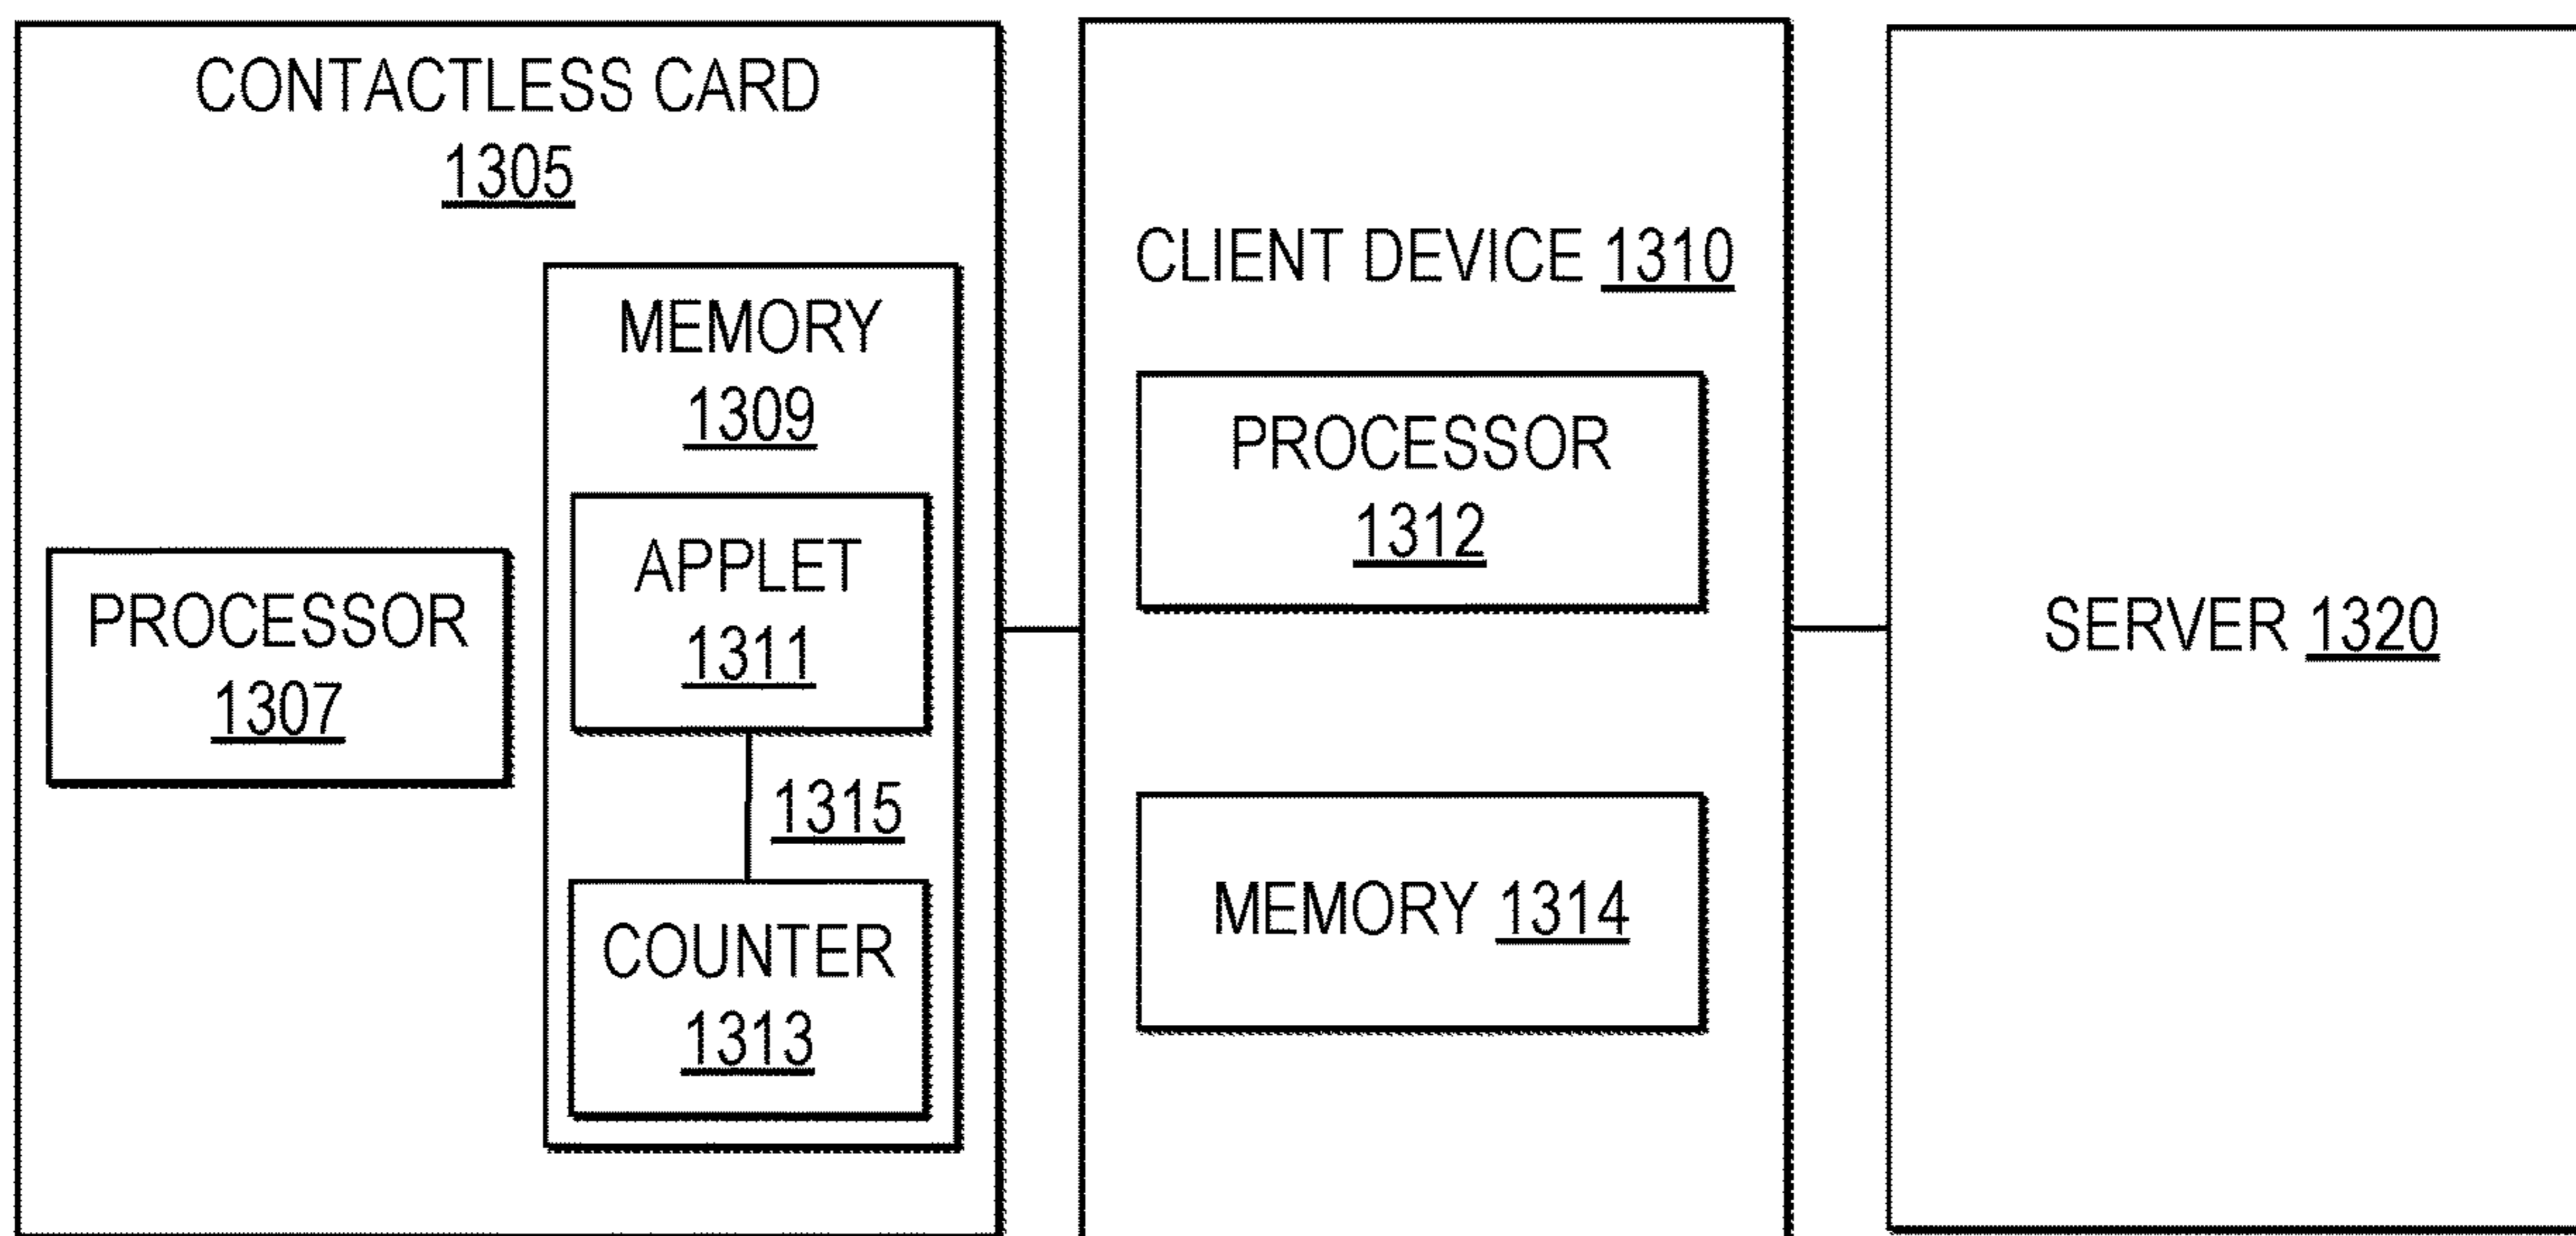 CONTACTLESS CARD
1305
PROCESSOR
1307
MEMORY
1309
APPLET
1311
1315
COUNTER
1313
CLIENT DEVICE 1310
PROCESSOR
1312
MEMORY 1314
SERVER 1320